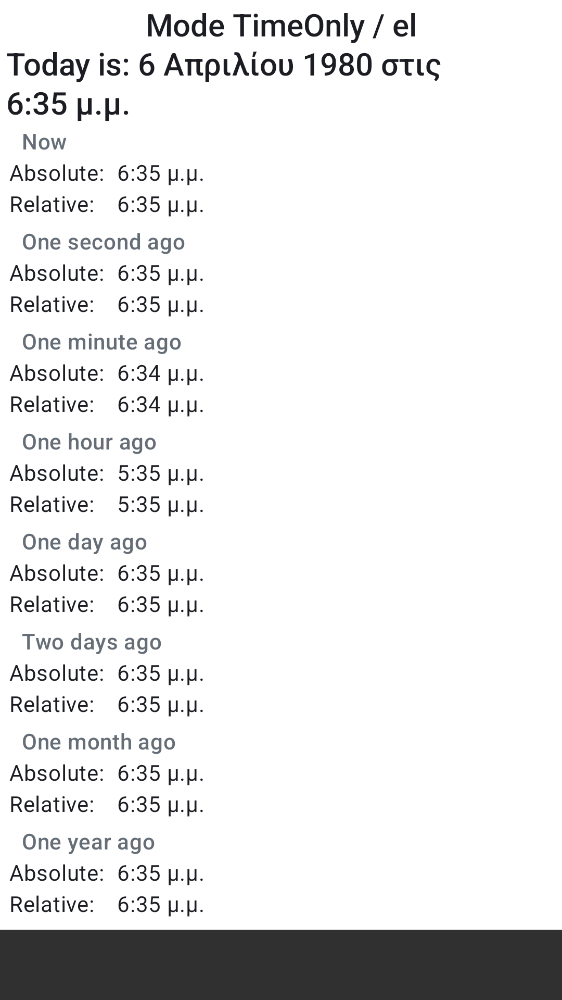 Mode TimeOnly / el
Today is: 6 Απριλίου 1980 στις
6:35 μ.μ.
Now
Absolute: 6:35 μ.μ.
Relative: 6:35 μ.μ.
One second ago
Absolute: 6:35 μ.μ.
Relative: 6:35 μ.μ.
One minute ago
Absolute: 6:34 μ.μ.
Relative: 6:34 μ.μ.
One hour ago
Absolute: 5:35 μ.μ.
Relative: 5:35 μ.μ.
One day ago
Absolute: 6:35 μ.μ.
Relative: 6:35 μ.μ.
Two days ago
Absolute: 6:35 μ.μ.
Relative: 6:35 μ.μ.
One month ago
Absolute: 6:35 μ.μ.
Relative: 6:35 μ.μ.
One year ago
Absolute: 6:35 μ.μ.
Relative: 6:35 μ.μ.